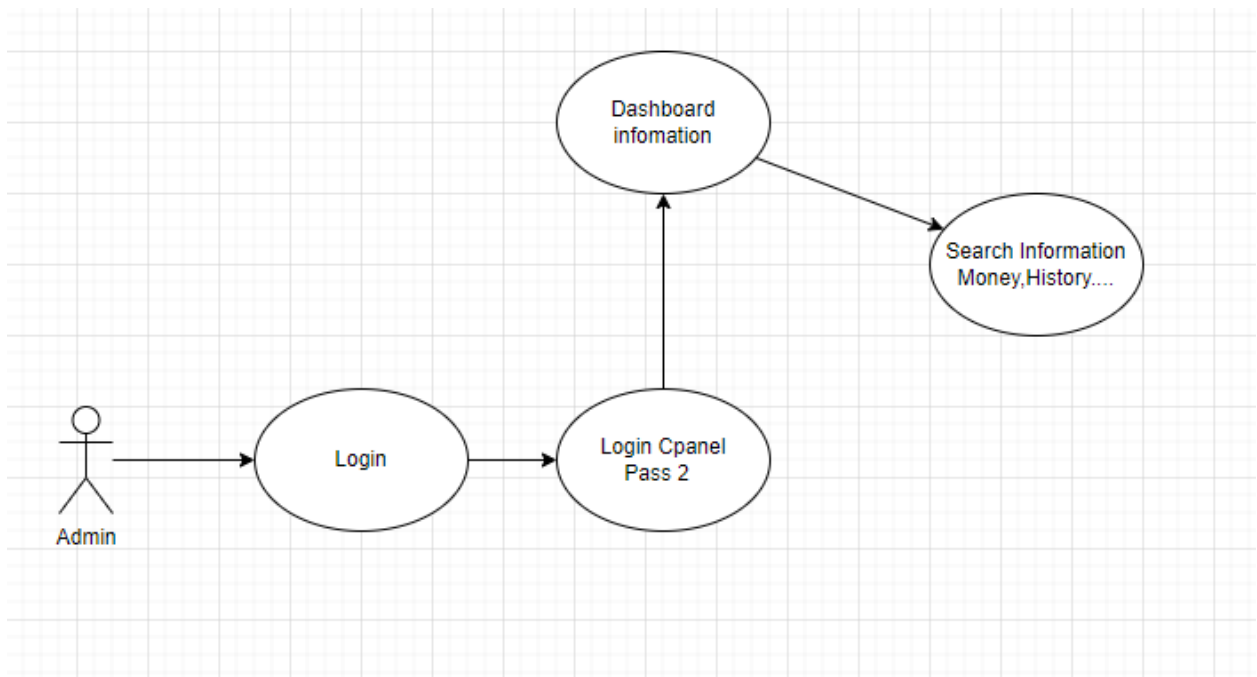 Dashboard
infomation
Search Information
Money,History....
Login
Login Cpanel
Pass 2
Admin